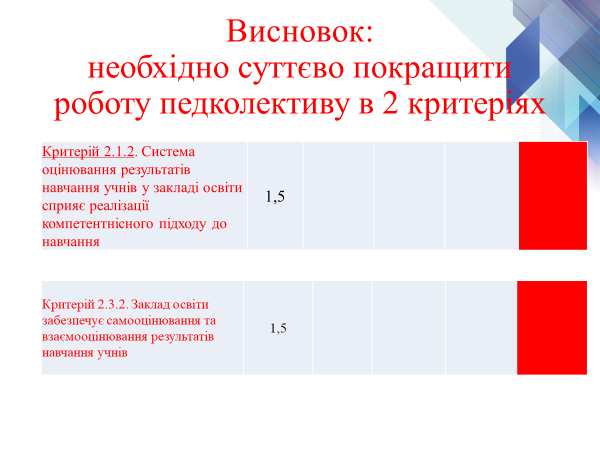 Висновок:
необхідно суттєво покращити
роботу педколективу в 2 критеріях
Критерій 2.1.2. Система
оцінювання результатів
навчання учнів у закладі освіти
сприяє реалізації
компетентнісного підходу до
навчання
1,5
Критерій 2.3.2. Заклад освіти
забезпечує самооцінювання та
взаємооцінювання результатів
навчання учнів
1,5